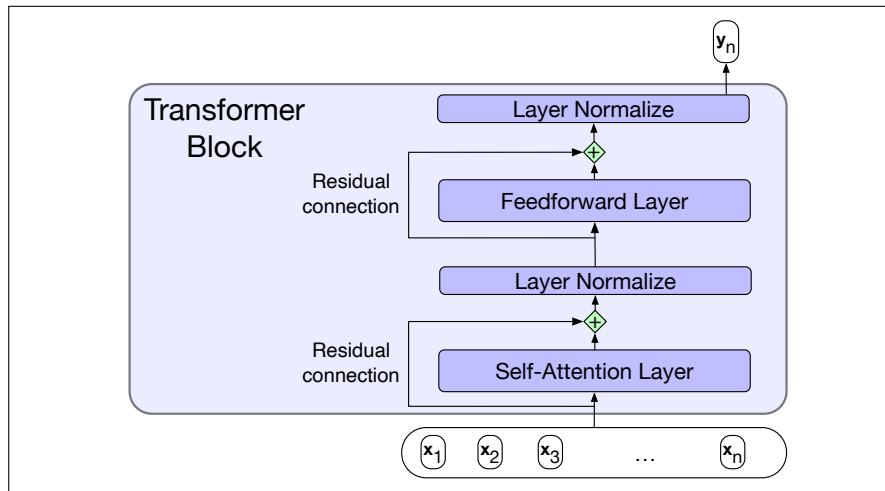 yn
Transformer
Block
Layer Normalize
+
Residual
connection
Feedforward Layer
Layer Normalize
+
Residual
connection
Self-Attention Layer
x1 x2 x3 ... xn